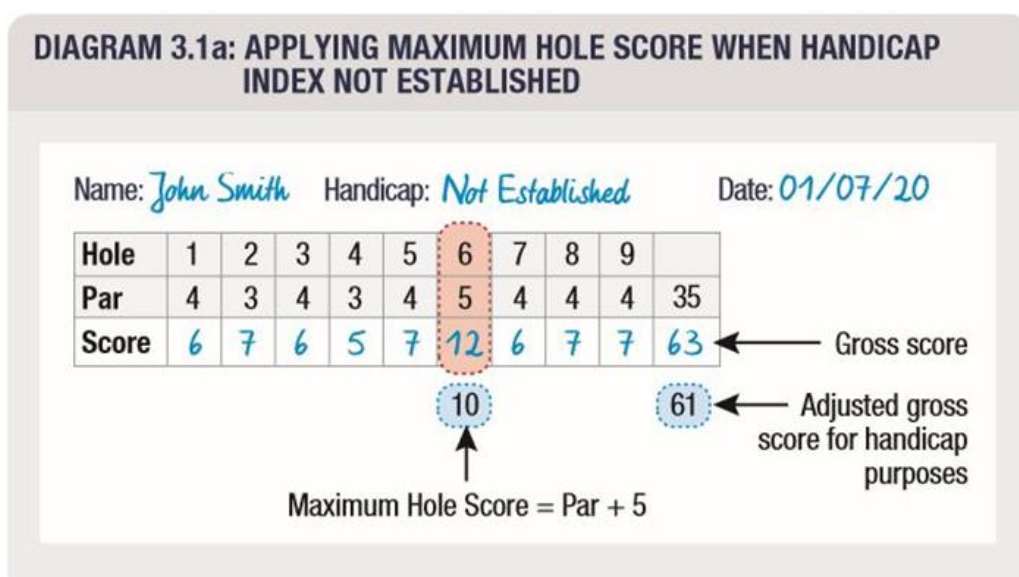 DIAGRAM 3.1a: APPLYING MAXIMUM HOLE SCORE WHEN HANDICAP
INDEX NOT ESTABLISHED
Name: John Smith Handicap: Not Established Date: 01/07/20
Hole 1 2 3 4 5 6 7 8 9
Par 4 3 4 3 4 5 4 4 4 35
Score 6 7 6 5 7 12 6 7 7 63 Gross score
10 61 Adjusted gross
score for handicap
purposes
Maximum Hole Score = Par + 5